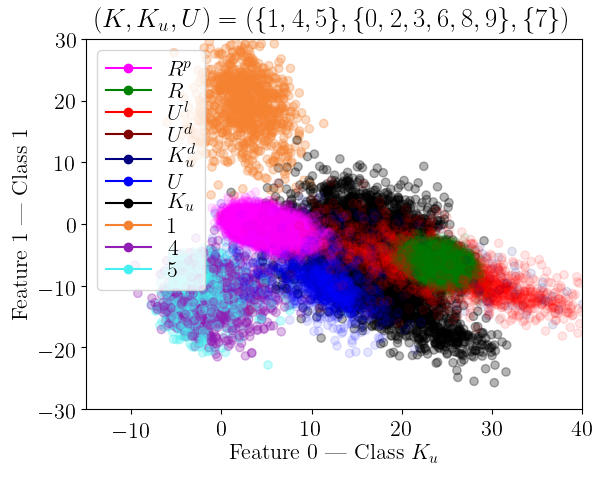 (K, K_u, U) = ({1, 4, 5}, {0, 2, 3, 6, 8, 9}, {7})
30
20
10
0
−10
−20
−30
Feature 1 — Class 1
R^p
R
U^l
U^d
K_u^d
U
K_u
1
4
5
−10
0
10
20
30
40
Feature 0 — Class K_u